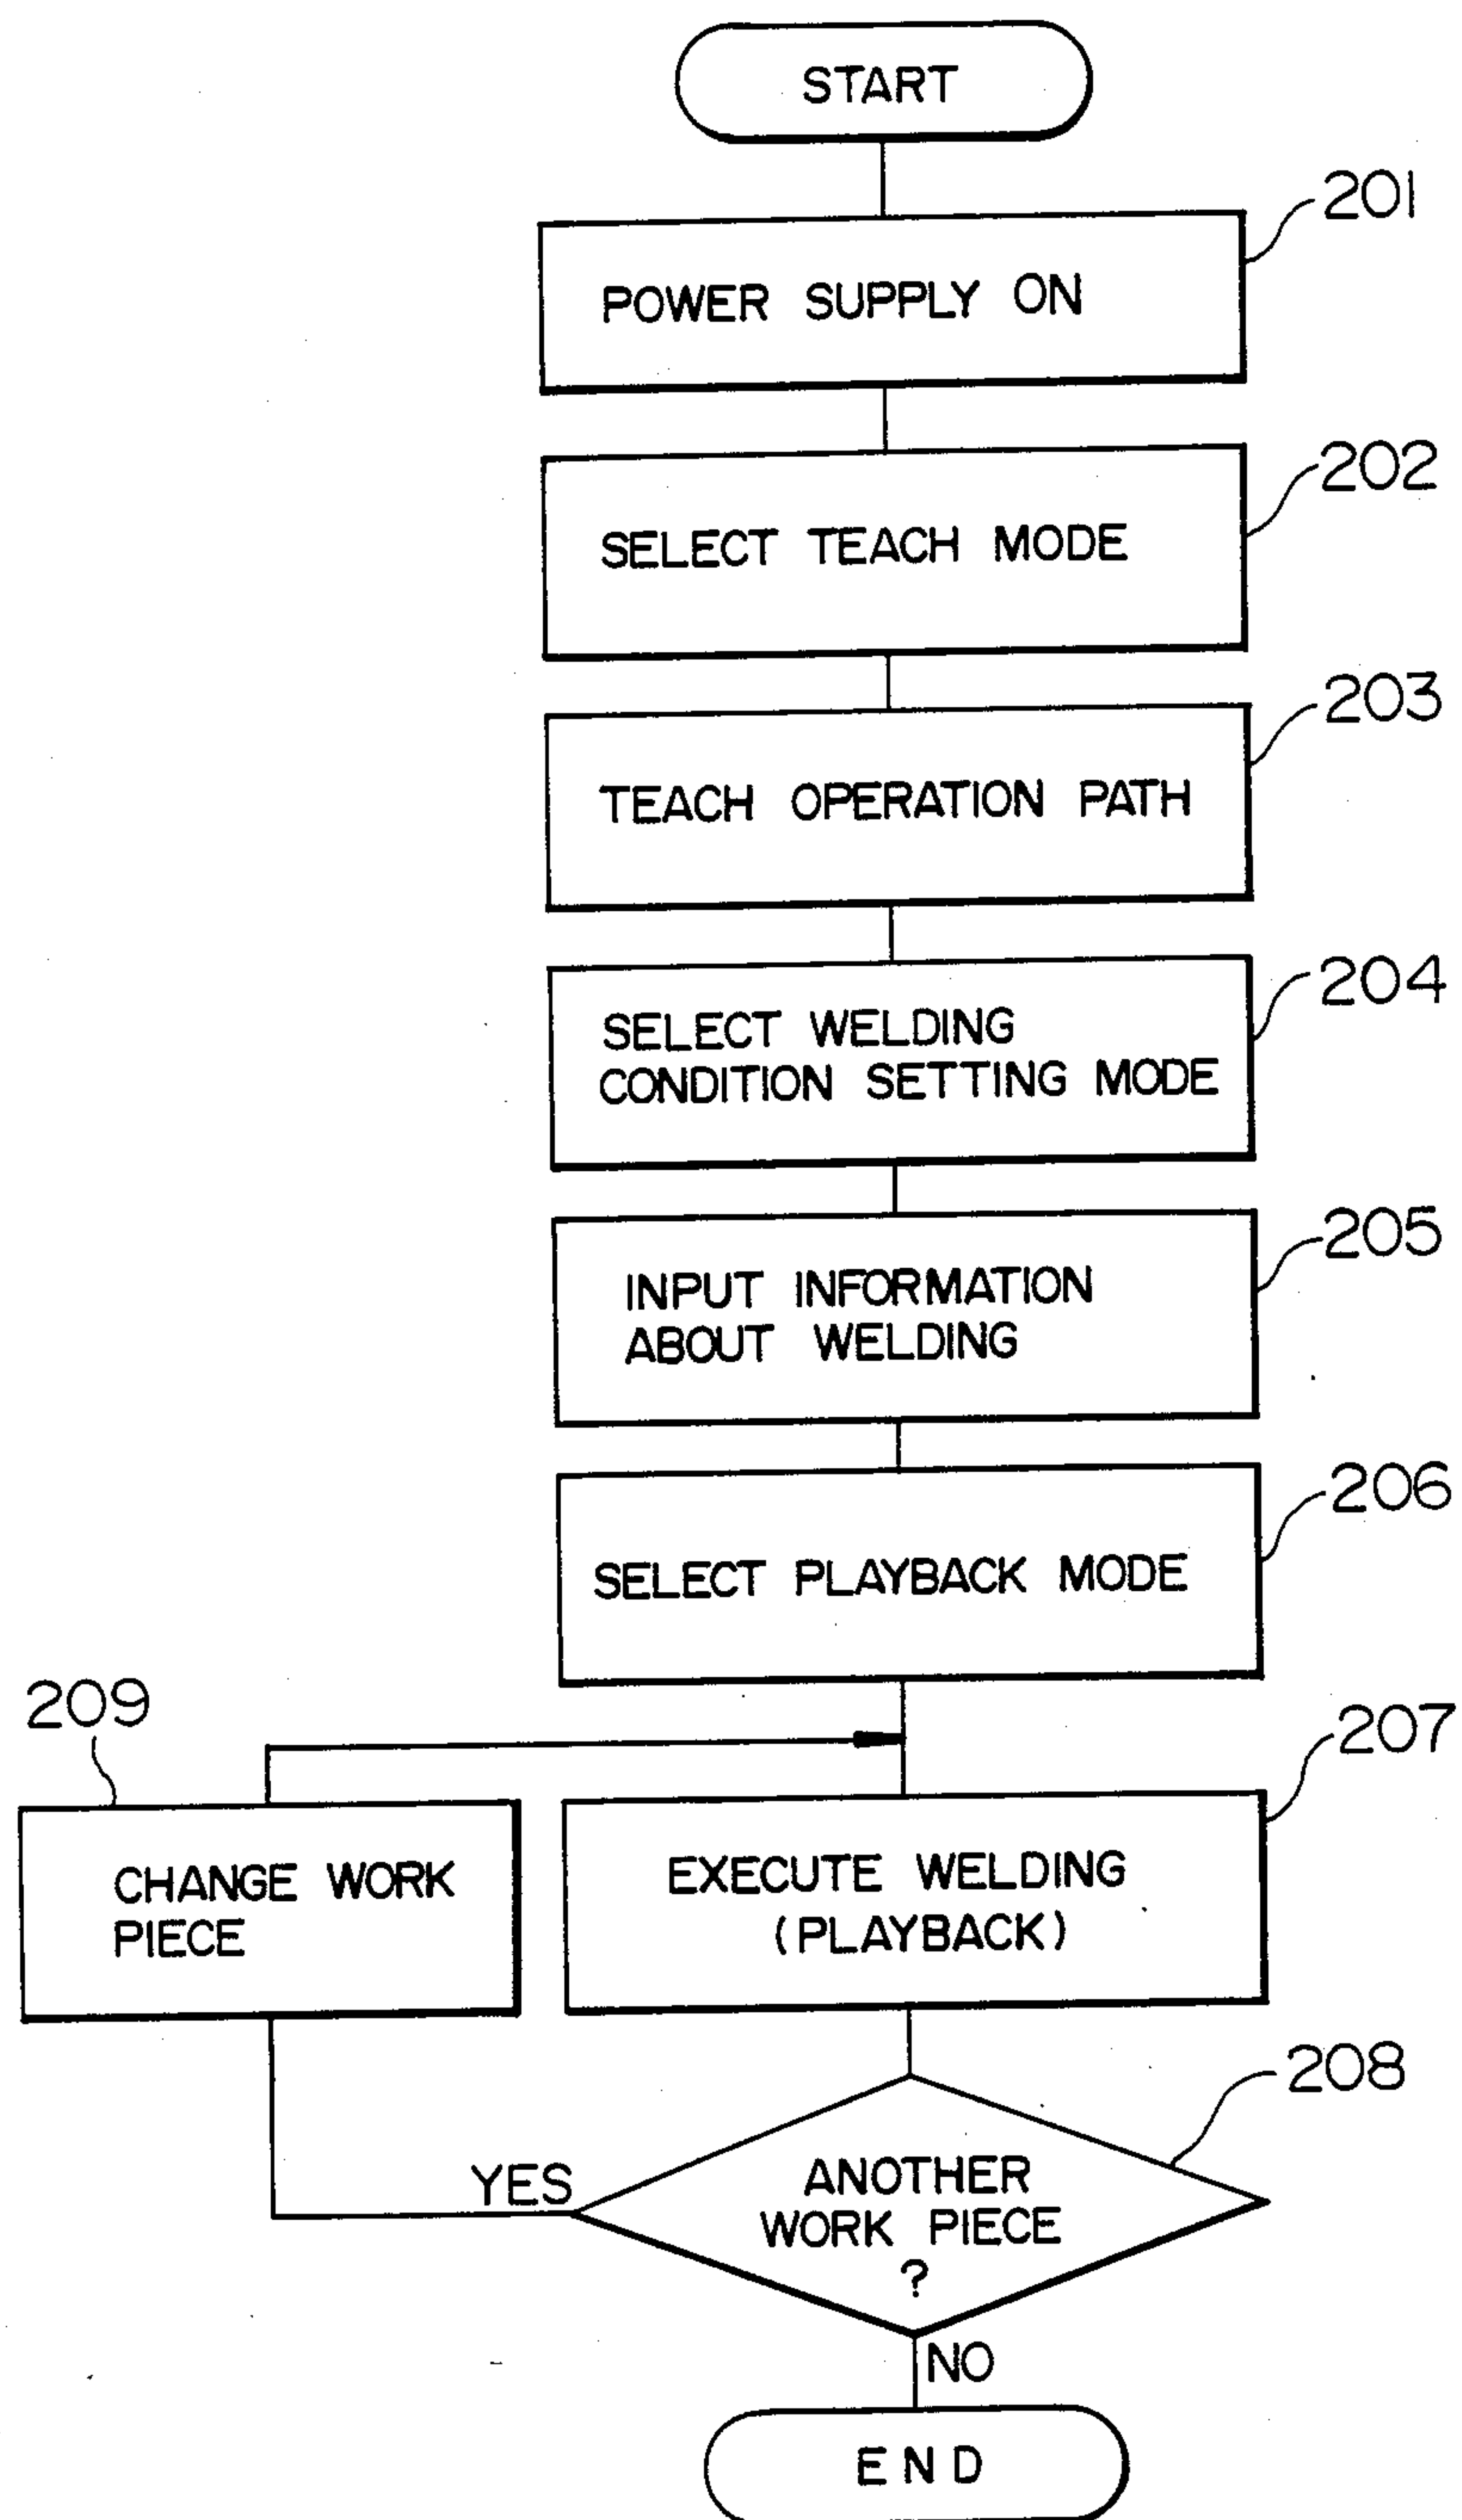 START
201
POWER SUPPLY ON
202
SELECT TEACH MODE
203
TEACH OPERATION PATH
204
SELECT WELDING
CONDITION SETTING MODE
205
INPUT INFORMATION
ABOUT WELDING
206
SELECT PLAYBACK MODE
209
207
CHANGE WORK
PIECE
EXECUTE WELDING
(PLAYBACK)
208
YES
ANOTHER
WORK PIECE
?
NO
END